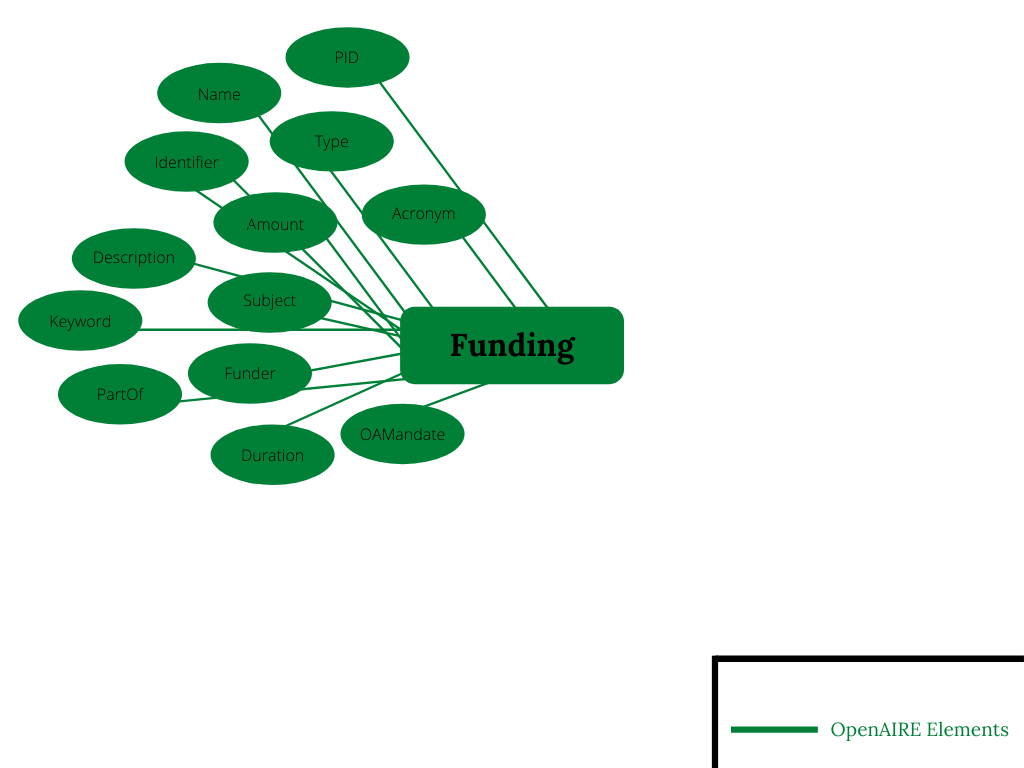 PID
Name
Type
Identifier
Acronym
Amount
Description
Subject
Keyword
Funding
Funder
PartOf
OAMandate
Duration
OpenAIRE Elements